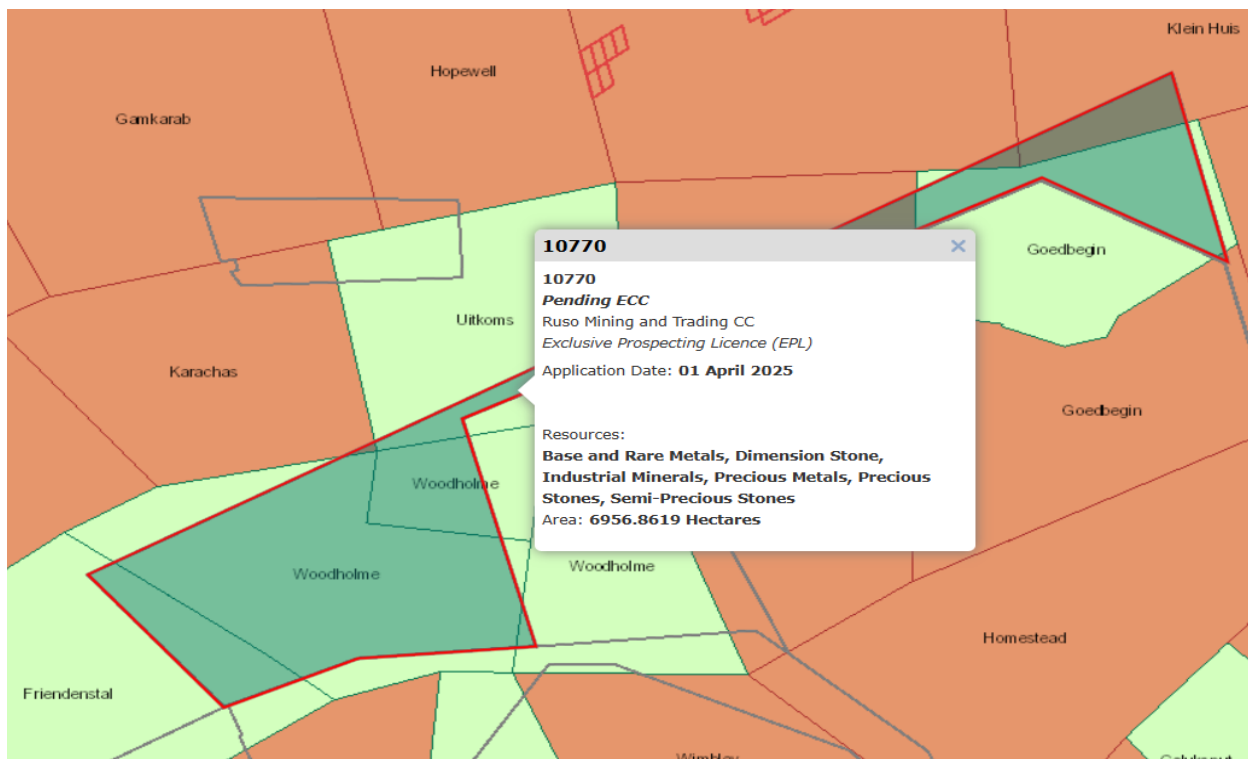 Klein Huis
Hopewell
Gamkarab
10770
10770
Pending ECC
Ruso Mining and Trading CC
Exclusive Prospecting Licence (EPL)
Application Date: 01 April 2025
Resources:
Base and Rare Metals, Dimension Stone,
Industrial Minerals, Precious Metals, Precious
Stones, Semi-Precious Stones
Area: 6956.8619 Hectares
Goedbegin
Uitkoms
Karachas
Goedbegin
Woodholme
Woodholme
Woodholme
Homestead
Friendenstal